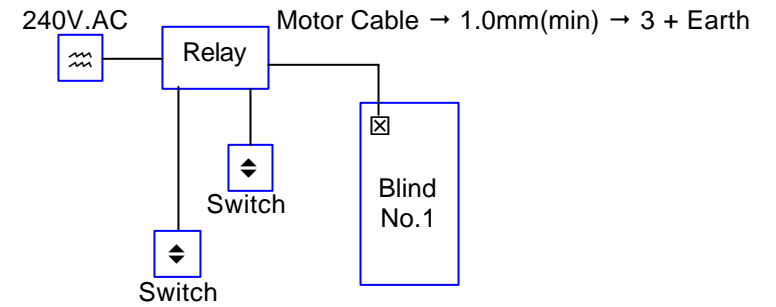 240V.AC
Motor Cable → 1.0mm(min) → 3 + Earth
Relay
Blind
No.1
Switch
Switch